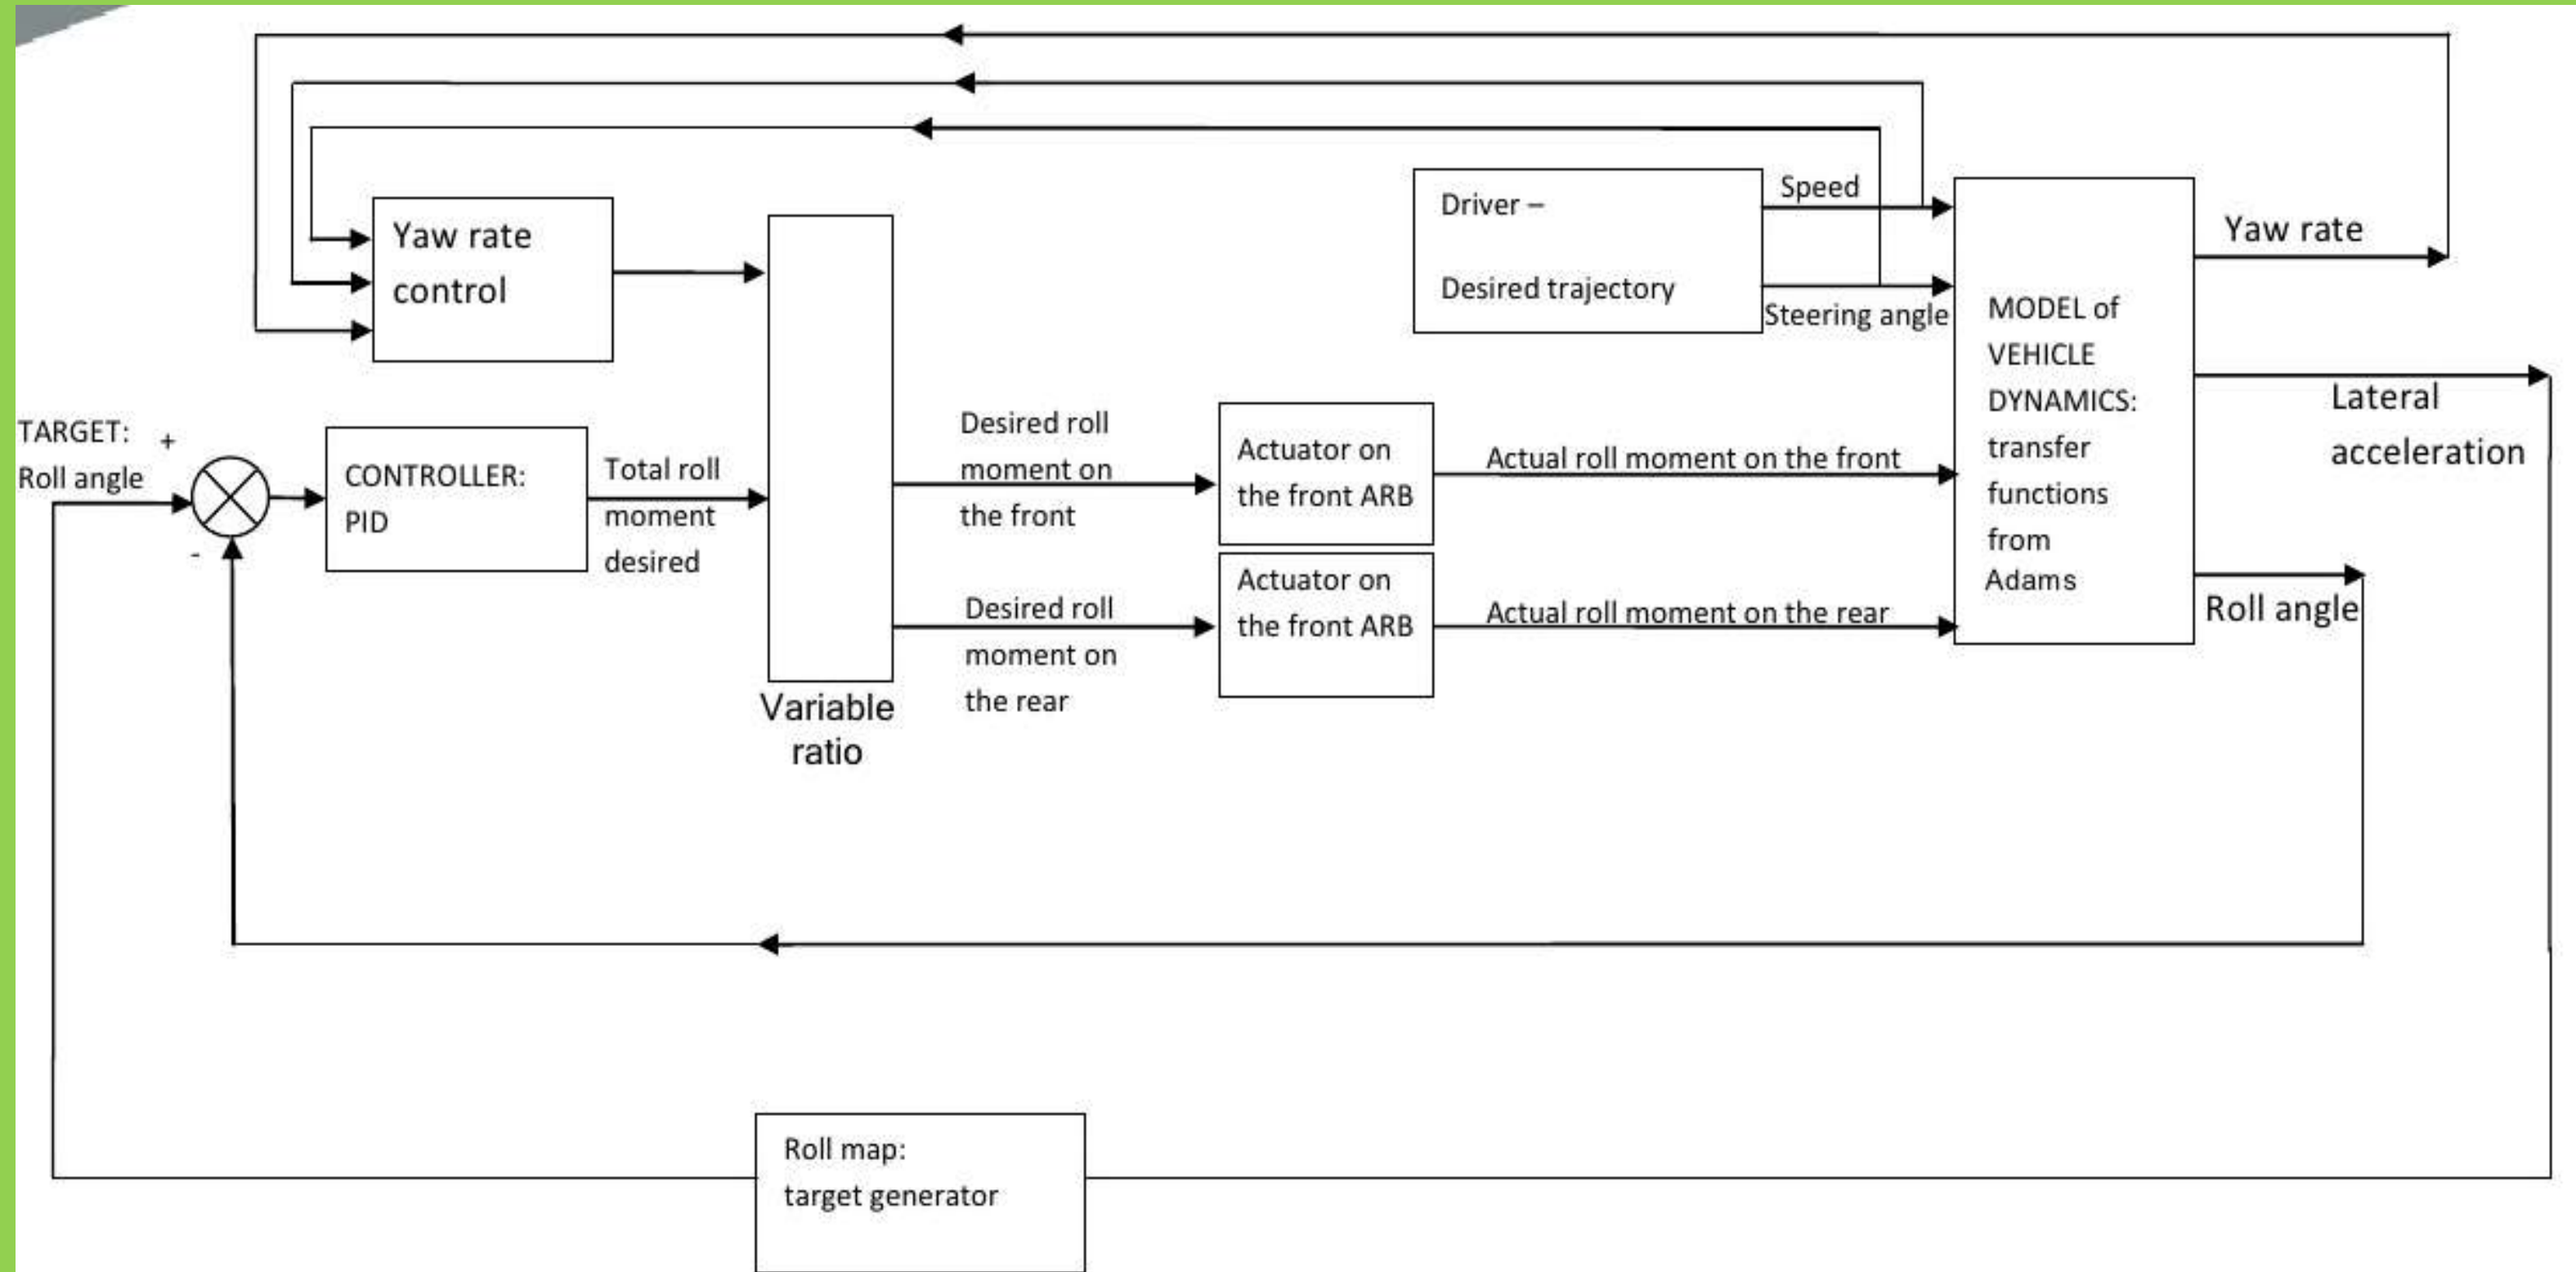 Yaw rate
control
TARGET:
Roll angle
+
-
CONTROLLER:
PID
Total roll
moment
desired
Variable
ratio
Desired roll
moment on
the front
Desired roll
moment on
the rear
Actuator on
the front ARB
Actuator on
the front ARB
Driver –
Desired trajectory
Speed
Steering angle
Actual roll moment on the front
Actual roll moment on the rear
MODEL of
VEHICLE
DYNAMICS:
transfer
functions
from
Adams
Yaw rate
Lateral
acceleration
Roll angle
Roll map:
target generator